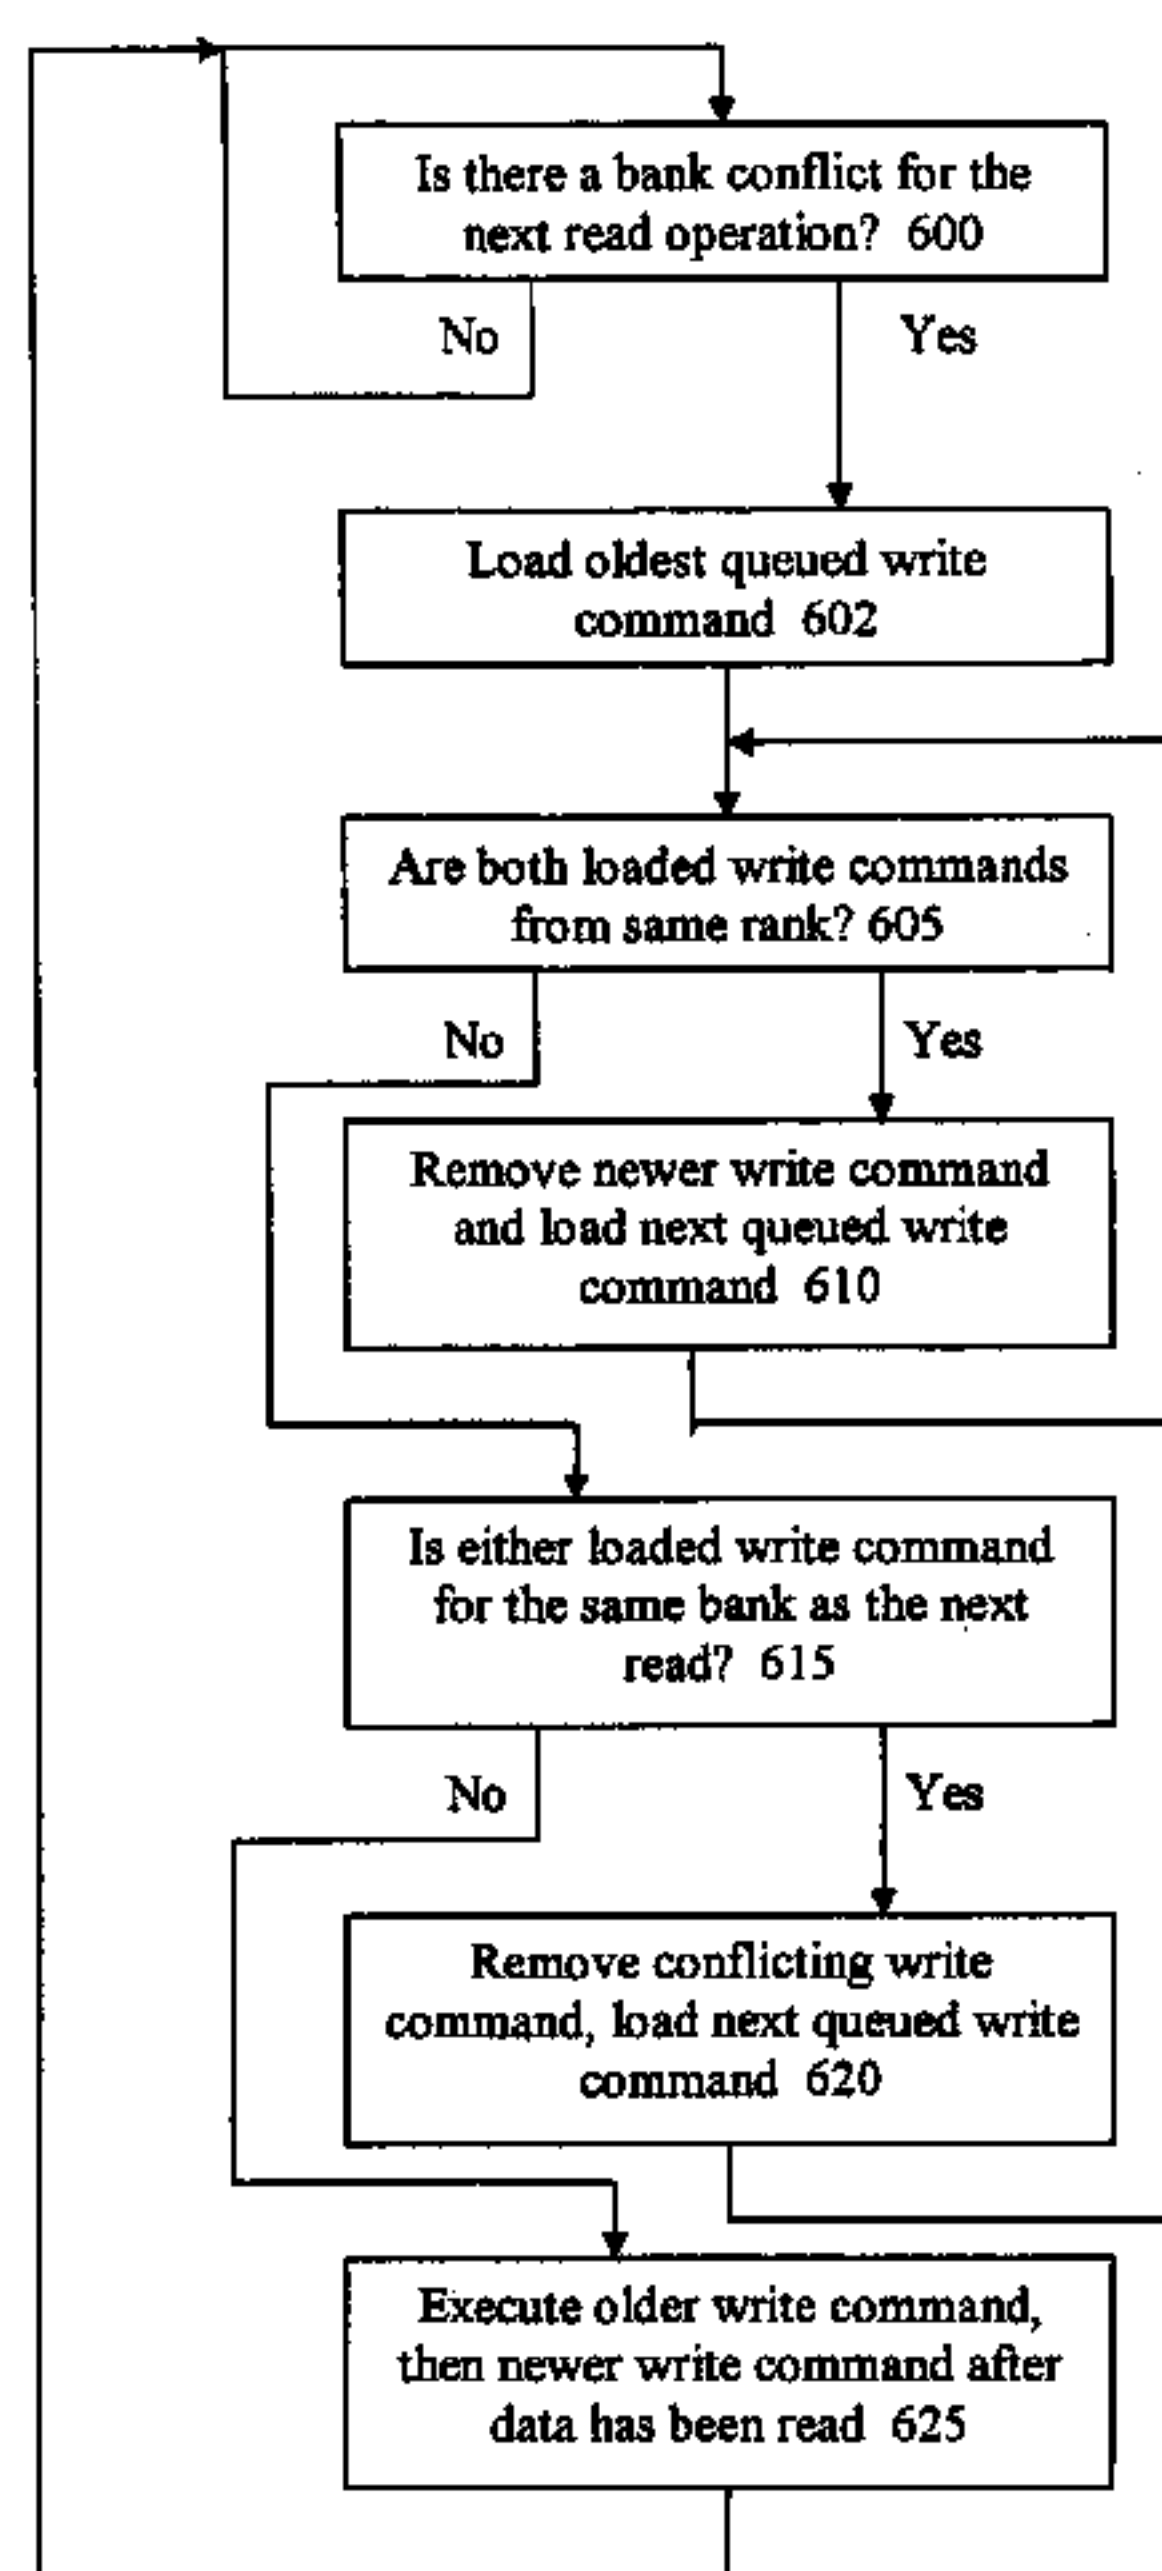 Is there a bank conflict for the
next read operation? 600
No
Yes
Load oldest queued write
command 602
Are both loaded write commands
from same rank? 605
No
Yes
Remove newer write command
and load next queued write
command 610
Is either loaded write command
for the same bank as the next
read? 615
No
Yes
Remove conflicting write
command, load next queued write
command 620
Execute older write command,
then newer write command after
data has been read 625